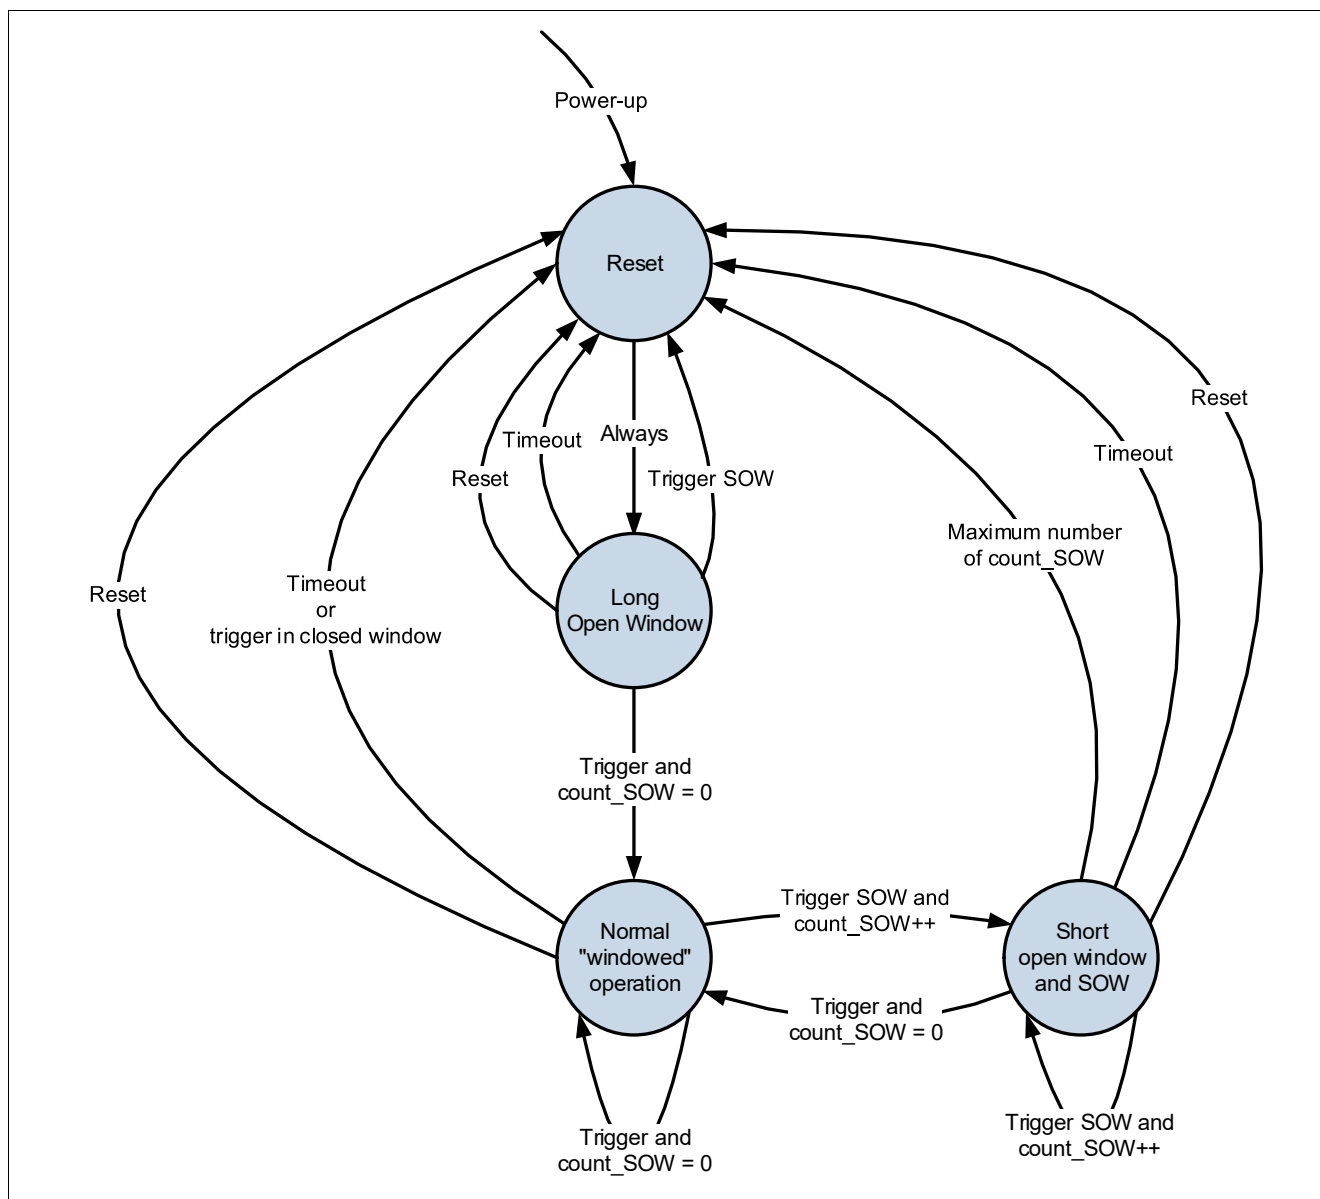 Power-up
Reset
Reset
Timeout
Always
Timeout
Reset
Trigger SOW
Maximum number
of count_SOW
Reset
Timeout
or
trigger in closed window
Long
Open Window
Trigger and
count_SOW = 0
Normal
"windowed"
operation
Trigger SOW and
count_SOW++
Short
open window
and SOW
Trigger and
count_SOW = 0
Trigger and
count_SOW = 0
Trigger SOW and
count_SOW++